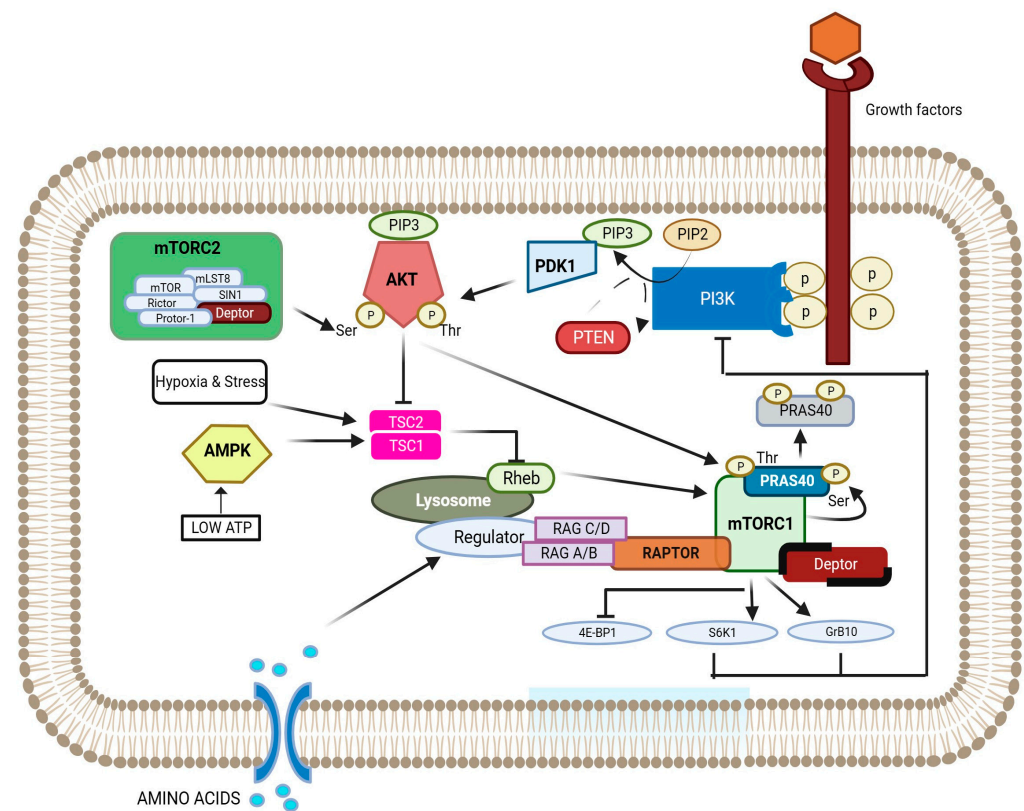 Growth factors
PIP3
PIP3
PIP2
mTORC2
mLST8
mTOR
SIN1
Rictor
Deptor
Protor-1
AKT
PDK1
PI3K
p
p
p
p
P
P
Ser
Thr
PTEN
Hypoxia & Stress
TSC2
TSC1
AMPK
LOW ATP
P
P
PRAS40
Thr
P
P
PRAS40
Ser
Rheb
Lysosome
mTORC1
Regulator
RAG C/D
RAG A/B
RAPTOR
Deptor
4E-BP1
S6K1
GrB10
AMINO ACIDS